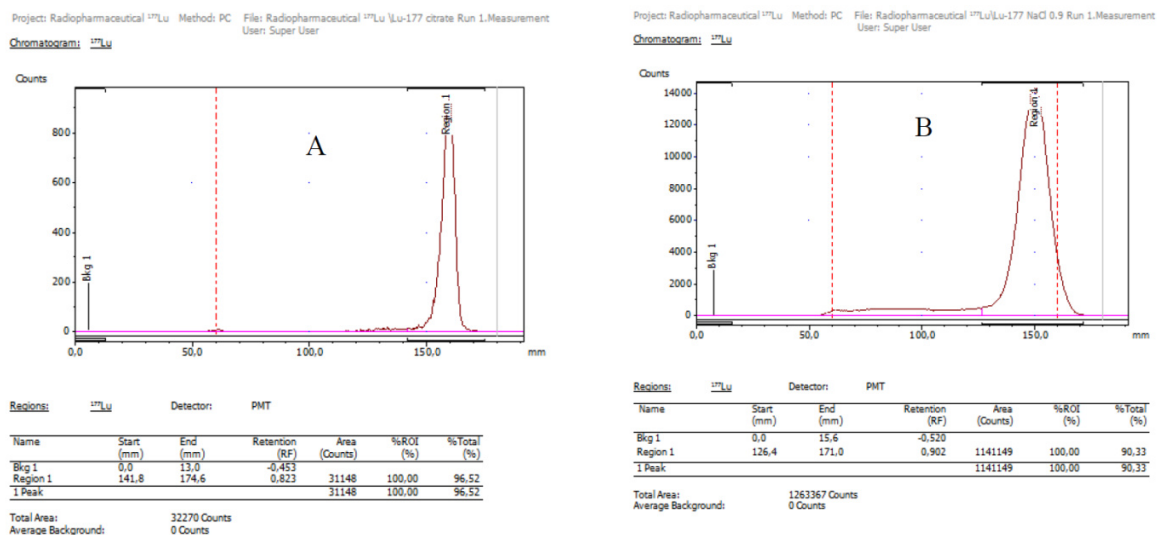 Project: Radiopharmaceutical ¹⁷⁷Lu Method: PC File: Radiopharmaceutical ¹⁷⁷Lu \Lu-177 citrate Run 1.Measurement
User: Super User
Chromatogram: ¹⁷⁷Lu
Counts
800
600
400
200
0
Bkg 1
A
Region 1
0,0 50,0 100,0 150,0 mm
Regions: ¹⁷⁷Lu Detector: PMT
Name Start (mm) End (mm) Retention (RF) Area (Counts) %ROI (%) %Total (%)
Bkg 1 0,0 13,0 -0,453
Region 1 141,8 174,6 0,823 31148 100,00 96,52
1 Peak 31148 100,00 96,52
Total Area: 32270 Counts
Average Background: 0 Counts
Project: Radiopharmaceutical ¹⁷⁷Lu Method: PC File: Radiopharmaceutical ¹⁷⁷Lu\Lu-177 NaCl 0.9 Run 1.Measurement
User: Super User
Chromatogram: ¹⁷⁷Lu
Counts
14000
12000
10000
8000
6000
4000
2000
0
Bkg 1
B
Region 1
0,0 50,0 100,0 150,0 mm
Regions: ¹⁷⁷Lu Detector: PMT
Name Start (mm) End (mm) Retention (RF) Area (Counts) %ROI (%) %Total (%)
Bkg 1 0,0 15,6 -0,520
Region 1 126,4 171,0 0,902 1141149 100,00 90,33
1 Peak 1141149 100,00 90,33
Total Area: 1263367 Counts
Average Background: 0 Counts